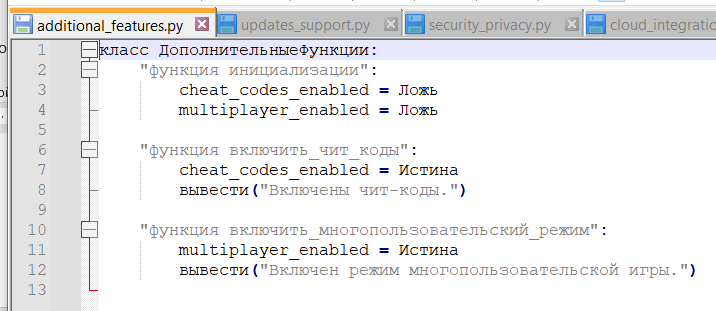 additional_features.py updates_support.py security_privacy.py cloud_integratio
1 класс ДополнительныеФункции:
2 "функция инициализации":
3 cheat_codes_enabled = Ложь
4 multiplayer_enabled = Ложь
5
6 "функция включить_чит_коды":
7 cheat_codes_enabled = Истина
8 вывести("Включены чит-коды.")
9
10 "функция включить_многопользовательский_режим":
11 multiplayer_enabled = Истина
12 вывести("Включен режим многопользовательской игры.")
13